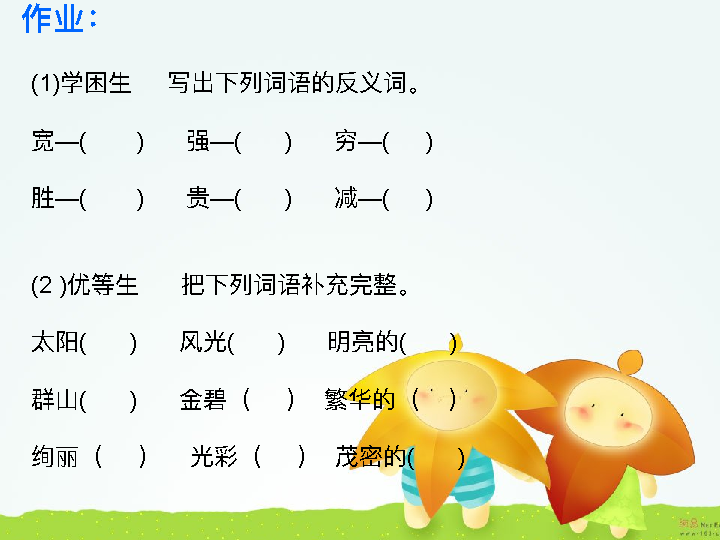 作业：
(1)学困生 写出下列词语的反义词。
宽—( ) 强—( ) 穷—( )
胜—( ) 贵—( ) 减—( )
(2 )优等生 把下列词语补充完整。
太阳( ) 风光( ) 明亮的( )
群山( ) 金碧（ ） 繁华的（ ）
绚丽（ ） 光彩（ ） 茂密的( )